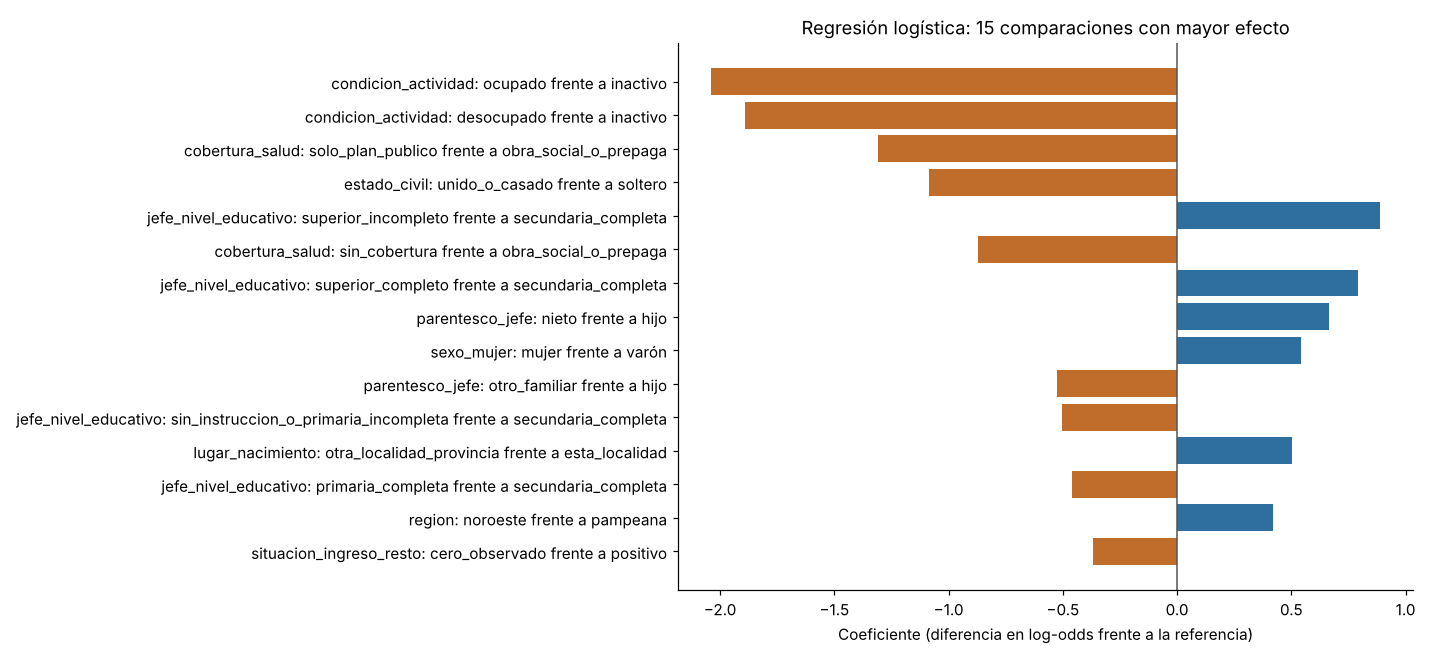 Regresión logística: 15 comparaciones con mayor efecto
condicion_actividad: ocupado frente a inactivo
condicion_actividad: desocupado frente a inactivo
cobertura_salud: solo_plan_publico frente a obra_social_o_prepaga
estado_civil: unido_o_casado frente a soltero
jefe_nivel_educativo: superior_incompleto frente a secundaria_completa
cobertura_salud: sin_cobertura frente a obra_social_o_prepaga
jefe_nivel_educativo: superior_completo frente a secundaria_completa
parentesco_jefe: nieto frente a hijo
sexo_mujer: mujer frente a varón
parentesco_jefe: otro_familiar frente a hijo
jefe_nivel_educativo: sin_instruccion_o_primaria_incompleta frente a secundaria_completa
lugar_nacimiento: otra_localidad_provincia frente a esta_localidad
jefe_nivel_educativo: primaria_completa frente a secundaria_completa
region: noroeste frente a pampeana
situacion_ingreso_resto: cero_observado frente a positivo
−2.0 −1.5 −1.0 −0.5 0.0 0.5 1.0
Coeficiente (diferencia en log-odds frente a la referencia)